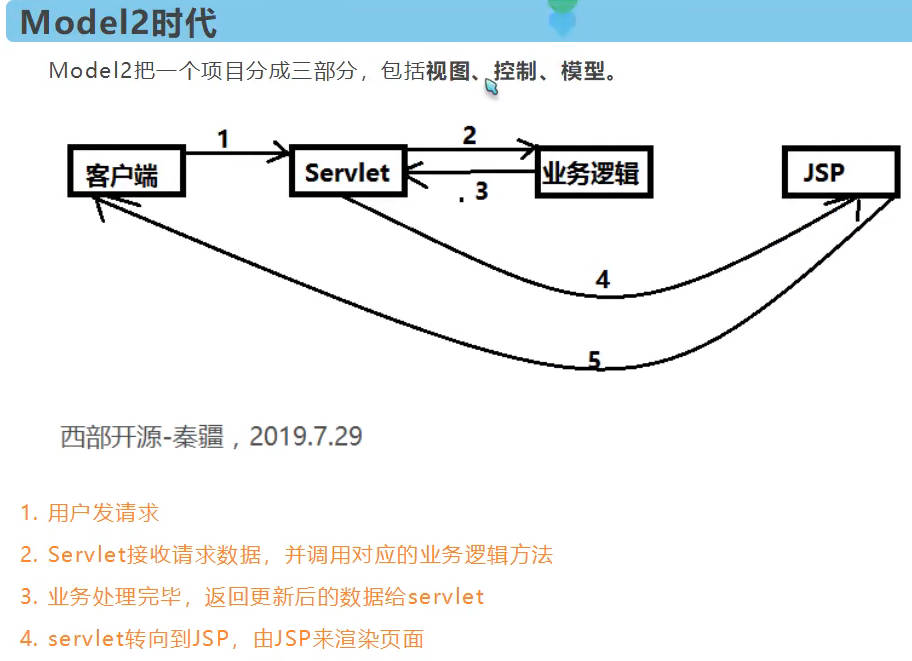 Model2时代
Model2把一个项目分成三部分，包括视图、控制、模型。
1
2
客户端
Servlet
业务逻辑
JSP
. 3
4
5
西部开源-秦疆，2019.7.29
1. 用户发请求
2. Servlet接收请求数据，并调用对应的业务逻辑方法
3. 业务处理完毕，返回更新后的数据给servlet
4. servlet转向到JSP，由JSP来渲染页面